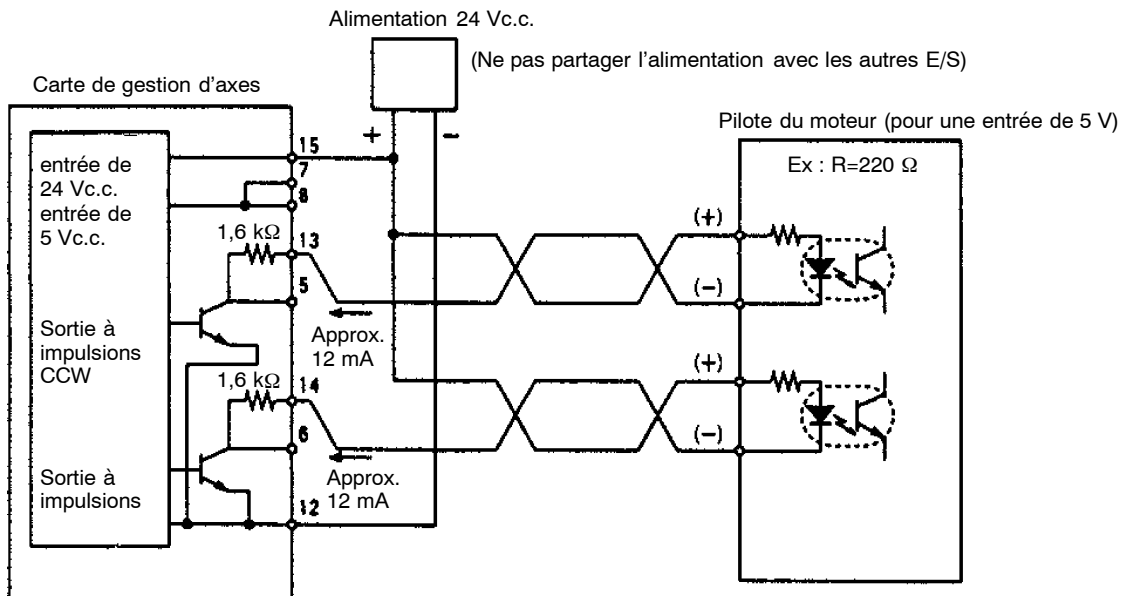 Alimentation 24 Vc.c.
(Ne pas partager l'alimentation avec les autres E/S)
Carte de gestion d'axes
Pilote du moteur (pour une entrée de 5 V)
+
-
15
Ex : R=220 Ω
entrée de
24 Vc.c.
7
8
entrée de
5 Vc.c.
1,6 kΩ
13
(+)
5
(-)
Approx.
12 mA
Sortie à
impulsions
CCW
1,6 kΩ
14
(+)
6
(-)
Approx.
12 mA
Sortie à
impulsions
12